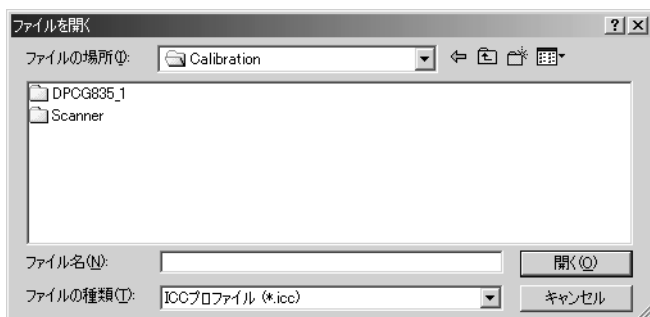 ファイルを開く
ファイルの場所(I): Calibration
DPCG835_1
Scanner
ファイル名(N): 開く(O)
ファイルの種類(T): ICCプロファイル (*.icc) キャンセル